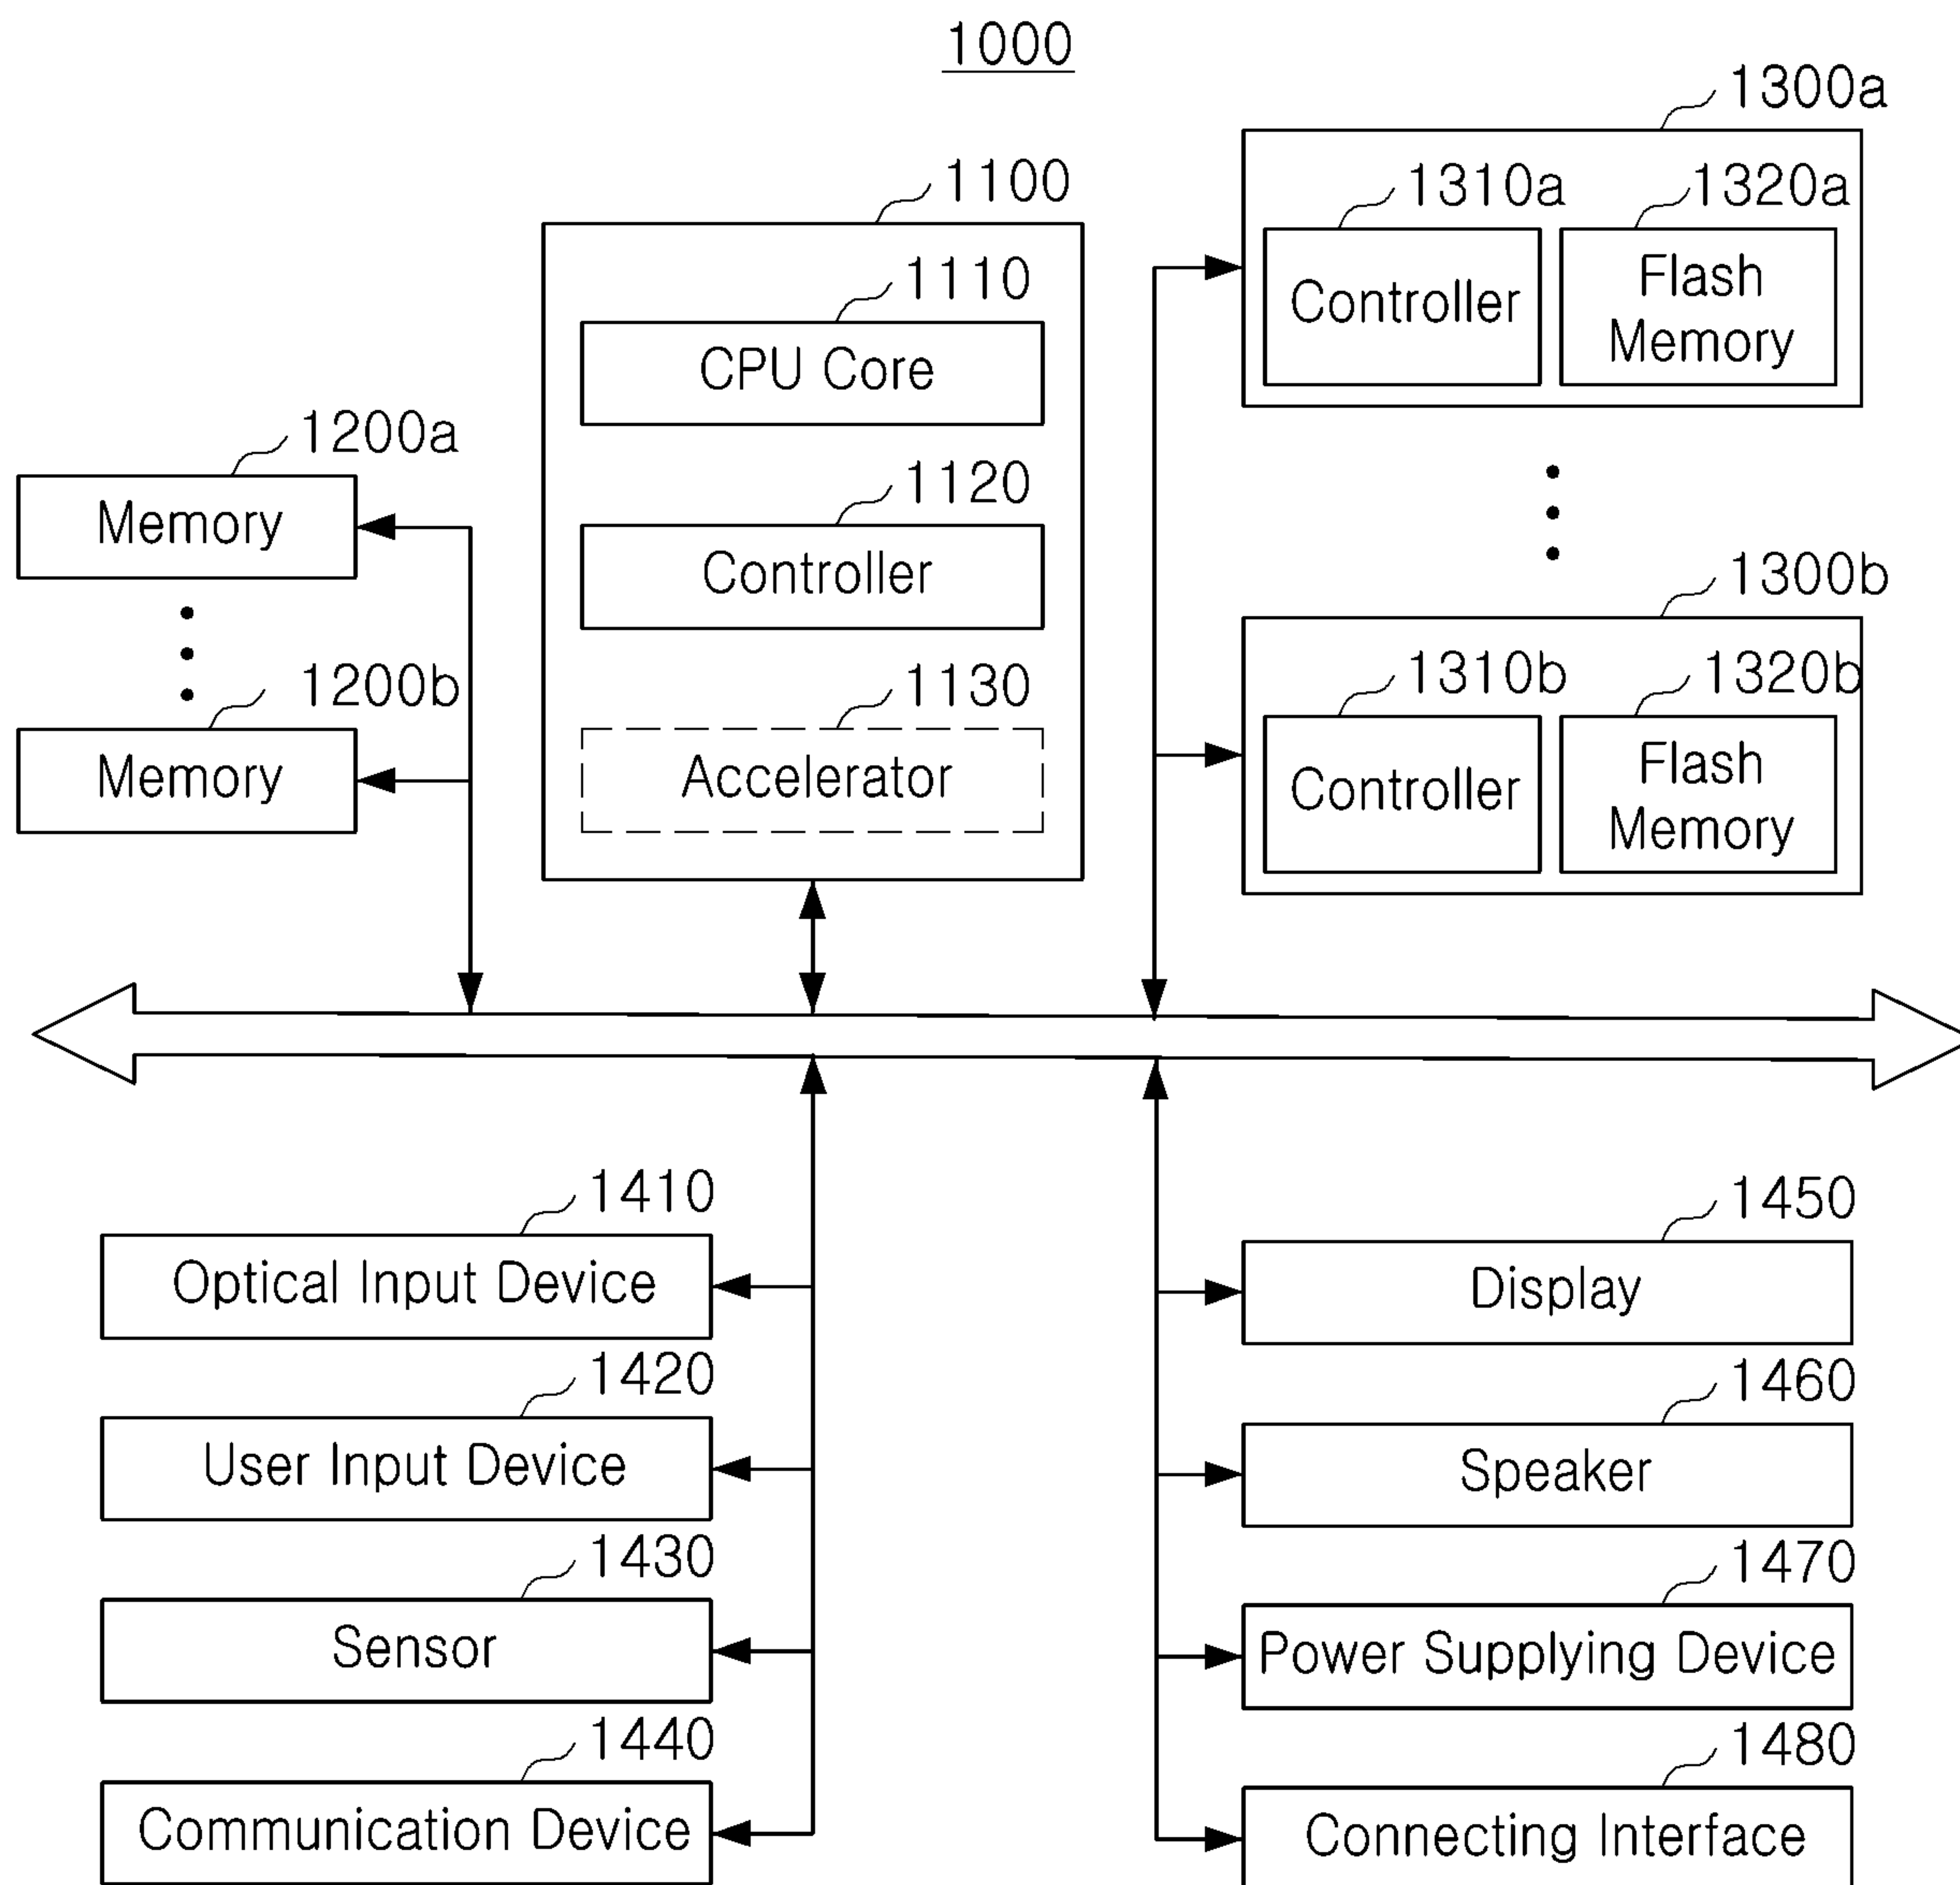 1000
1300a
1100
1310a
1320a
1110
Controller
Flash
Memory
CPU Core
1200a
Memory
1120
Controller
1300b
1200b
Memory
1130
Accelerator
1310b
1320b
Controller
Flash
Memory
1410
Optical Input Device
1420
User Input Device
1430
Sensor
1440
Communication Device
1450
Display
1460
Speaker
1470
Power Supplying Device
1480
Connecting Interface